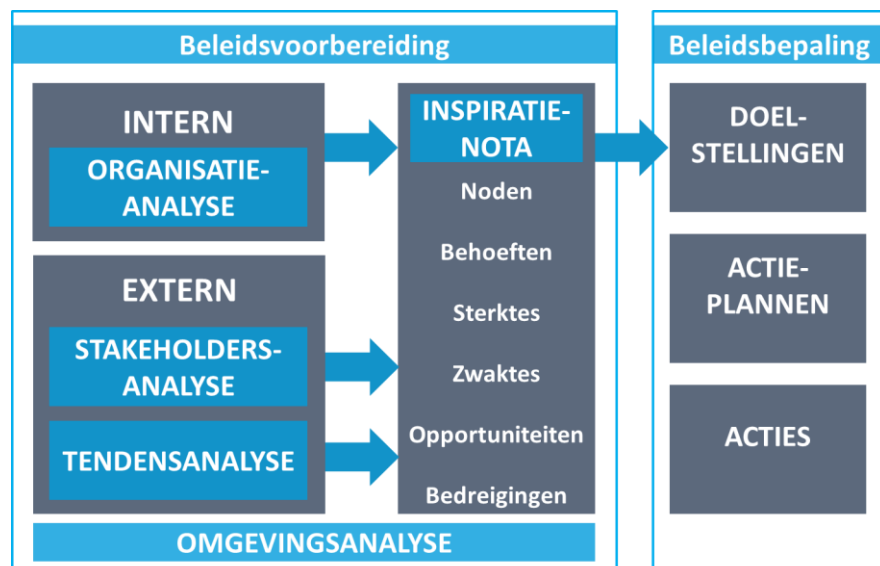 Beleidsvoorbereiding
INTERN
ORGANISATIE-
ANALYSE
EXTERN
STAKEHOLDERS-
ANALYSE
TENDENSANALYSE
INSPIRATIE-
NOTA
Noden
Behoeften
Sterktes
Zwaktes
Opportuniteiten
Bedreigingen
OMGEVINGSANALYSE
Beleidsbepaling
DOEL-
STELLINGEN
ACTIE-
PLANNEN
ACTIES